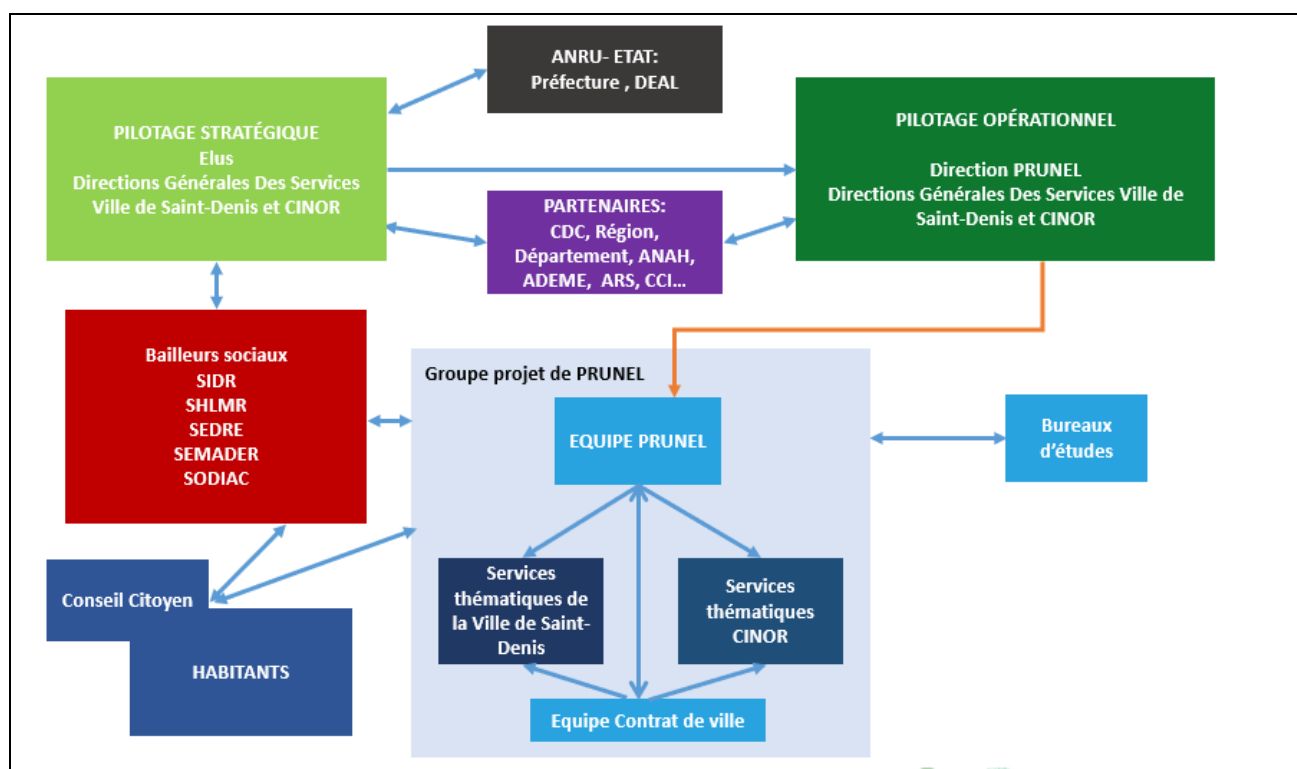 ANRU- ETAT:
Préfecture , DEAL
PILOTAGE STRATÉGIQUE
Elus
Directions Générales Des Services
Ville de Saint-Denis et CINOR
PILOTAGE OPÉRATIONNEL
Direction PRUNEL
Directions Générales Des Services Ville de
Saint-Denis et CINOR
PARTENAIRES:
CDC, Région,
Département, ANAH,
ADEME, ARS, CCI...
Bailleurs sociaux
SIDR
SHLMR
SEDRE
SEMADER
SODIAC
Groupe projet de PRUNEL
EQUIPE PRUNEL
Bureaux
d'études
Services
thématiques de
la Ville de Saint-
Denis
Services
thématiques
CINOR
Equipe Contrat de ville
Conseil Citoyen
HABITANTS